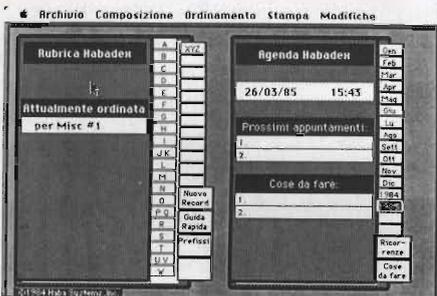 Archivio Composizione Ordinamento Stampa Modifiche
Rubrica Habadex
Attualmente ordinata
per Misc #1
A
B
C
D
E
F
G
H
I
J K
L
M
N
O
P Q
R
S
T
U V
W
XYZ
Nuovo
Record
Guida
Rapida
Prefissi
Agenda Habadex
26/03/85 15:43
Prossimi appuntamenti:
1.
2.
Cose da fare:
1.
2.
Gen
Feb
Mar
Apr
Mag
Giu
Lu
Ago
Sett
Ott
Nov
Dic
1984
Ricor-
renze
Cose
da fare
©1984 Haba Systems, Inc.